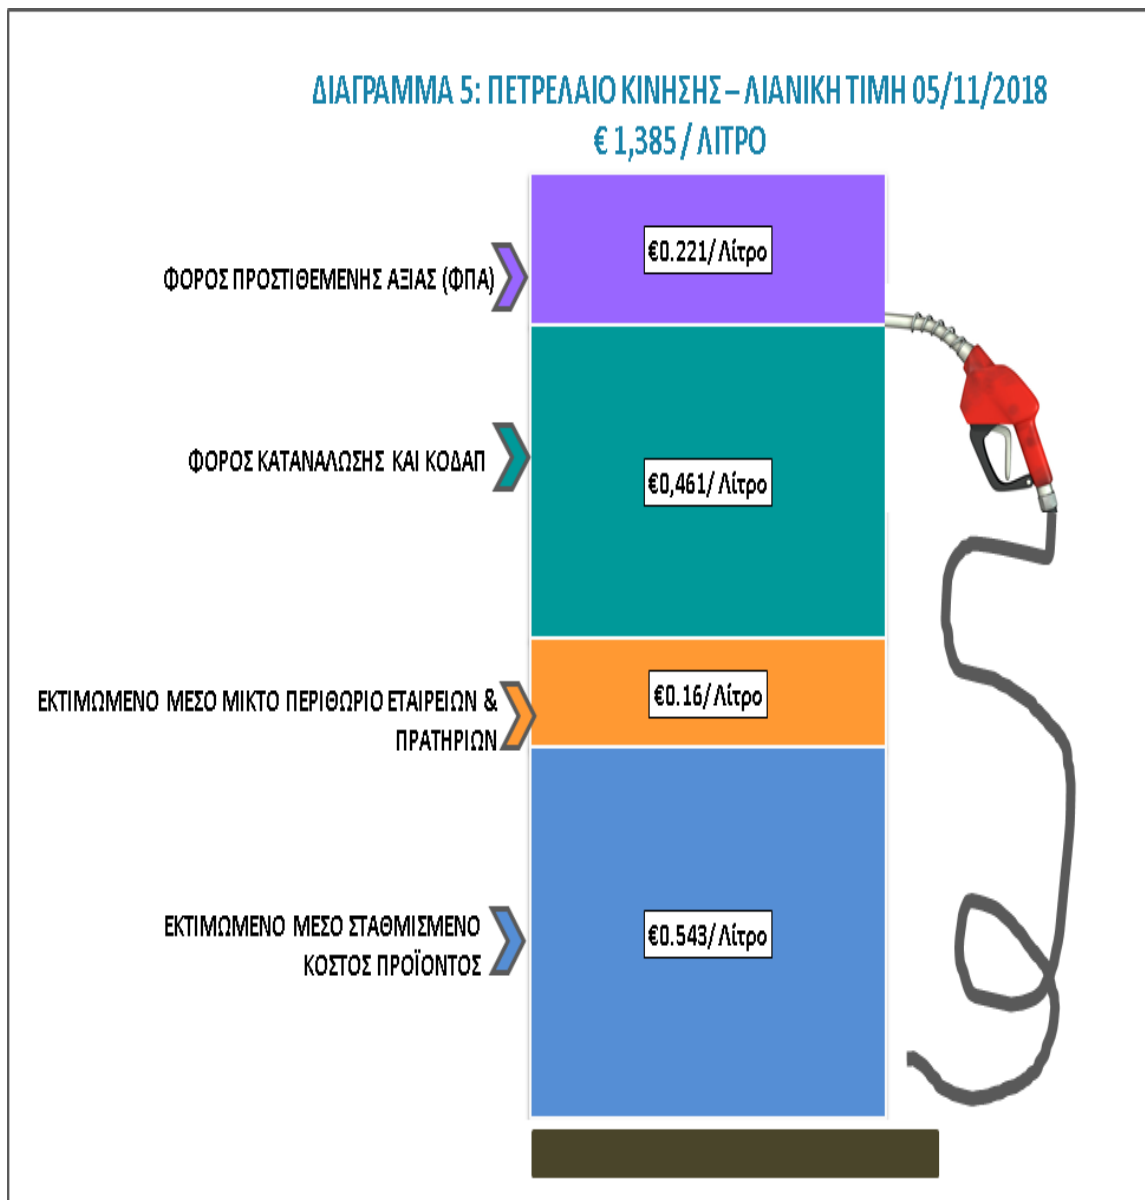 ΔΙΑΓΡΑΜΜΑ 5: ΠΕΤΡΕΛΑΙΟ ΚΙΝΗΣΗΣ – ΛΙΑΝΙΚΗ ΤΙΜΗ 05/11/2018
€ 1,385 / ΛΙΤΡΟ
€0.221/ Λίτρο
ΦΟΡΟΣ ΠΡΟΣΤΙΘΕΜΕΝΗΣ ΑΞΙΑΣ (ΦΠΑ)
ΦΟΡΟΣ ΚΑΤΑΝΑΛΩΣΗΣ ΚΑΙ ΚΟΔΑΠ
€0,461/ Λίτρο
ΕΚΤΙΜΩΜΕΝΟ ΜΕΣΟ ΜΙΚΤΟ ΠΕΡΙΘΩΡΙΟ ΕΤΑΙΡΕΙΩΝ &
ΠΡΑΤΗΡΙΩΝ
€0.16/ Λίτρο
ΕΚΤΙΜΩΜΕΝΟ ΜΕΣΟ ΣΤΑΘΜΙΣΜΕΝΟ
ΚΟΣΤΟΣ ΠΡΟΪΟΝΤΟΣ
€0.543/ Λίτρο